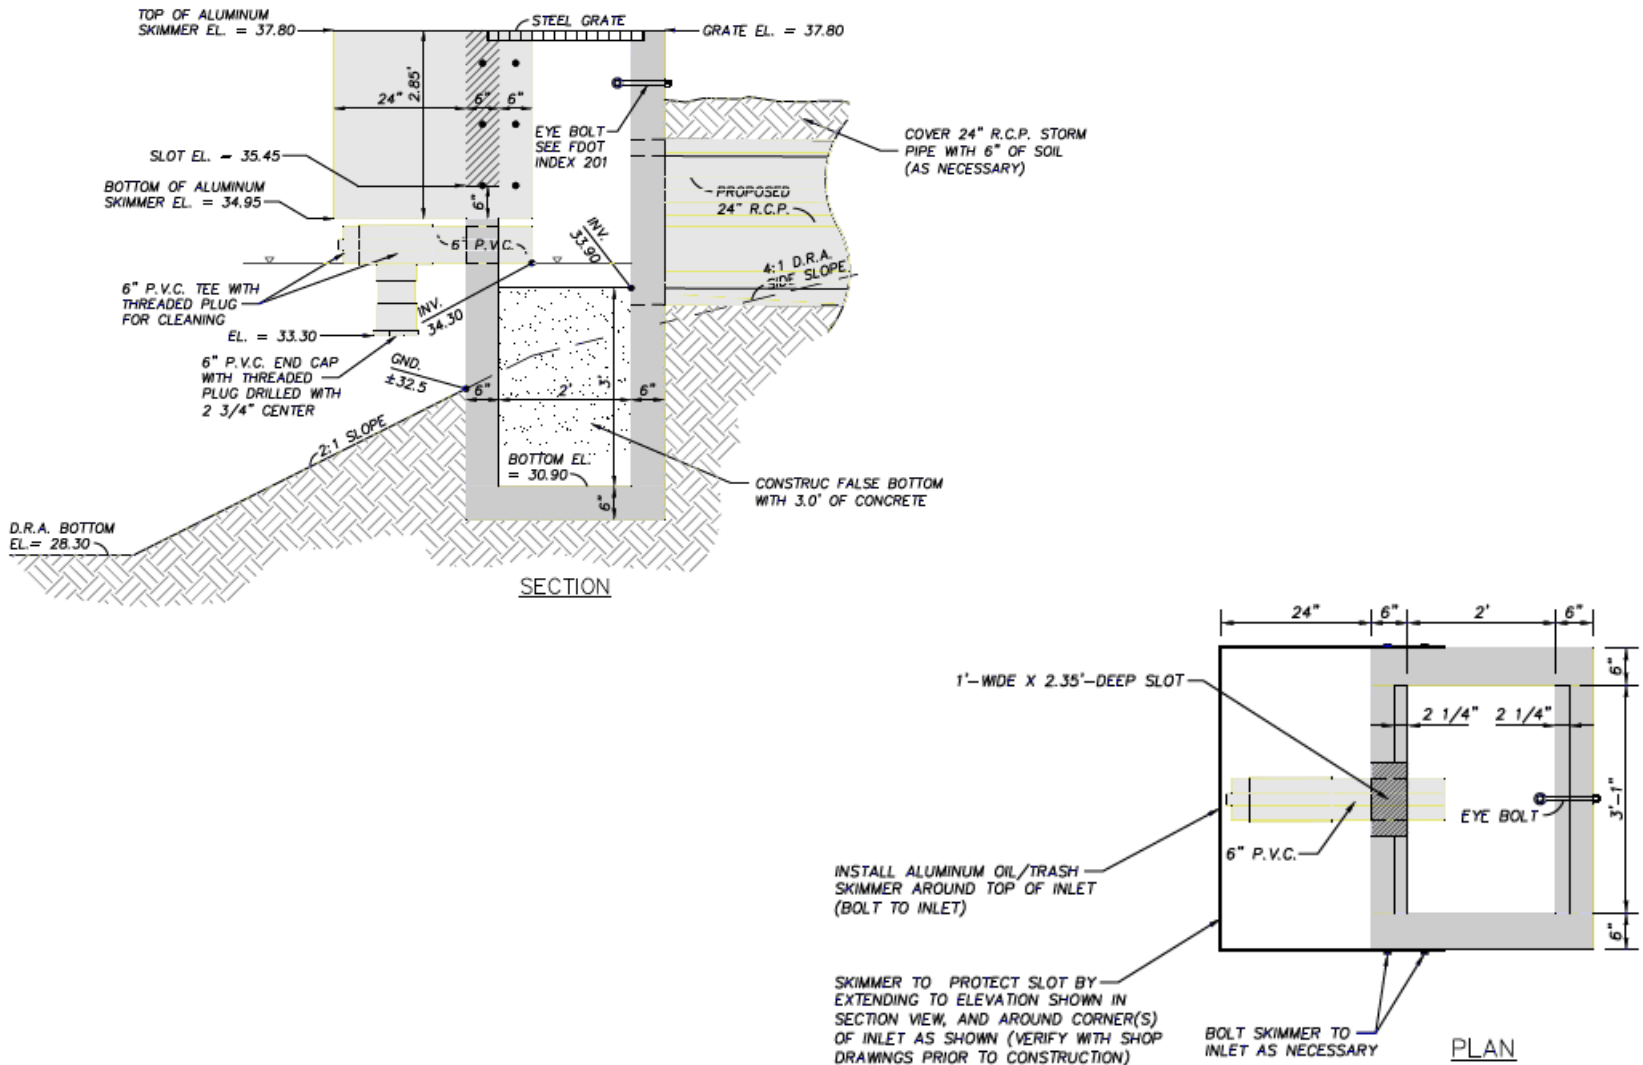 TOP OF ALUMINUM
SKIMMER EL. = 37.80
STEEL GRATE
GRATE EL. = 37.80
2.85'
24"
6"
6"
EYE BOLT
SEE FDOT
INDEX 201
COVER 24" R.C.P. STORM
PIPE WITH 6" OF SOIL
(AS NECESSARY)
SLOT EL. = 35.45
BOTTOM OF ALUMINUM
SKIMMER EL. = 34.95
6"
PROPOSED
24" R.C.P.
INV.
33.90
6" P.V.C.
4:1 D.R.A.
SIDE SLOPE
6" P.V.C. TEE WITH
THREADED PLUG
FOR CLEANING
INV.
34.30
EL. = 33.30
6" P.V.C. END CAP
WITH THREADED
PLUG DRILLED WITH
2 3/4" CENTER
GND.
±32.5
6"
2'
3'
6"
2:1 SLOPE
BOTTOM EL.
= 30.90
6"
CONSTRUC FALSE BOTTOM
WITH 3.0' OF CONCRETE
D.R.A. BOTTOM
EL.= 28.30
SECTION
24"
6"
2'
6"
6"
1'-WIDE X 2.35'-DEEP SLOT
2 1/4"
2 1/4"
3'-1"
EYE BOLT
6" P.V.C.
INSTALL ALUMINUM OIL/TRASH
SKIMMER AROUND TOP OF INLET
(BOLT TO INLET)
6"
SKIMMER TO PROTECT SLOT BY
EXTENDING TO ELEVATION SHOWN IN
SECTION VIEW, AND AROUND CORNER(S)
OF INLET AS SHOWN (VERIFY WITH SHOP
DRAWINGS PRIOR TO CONSTRUCTION)
BOLT SKIMMER TO
INLET AS NECESSARY
PLAN